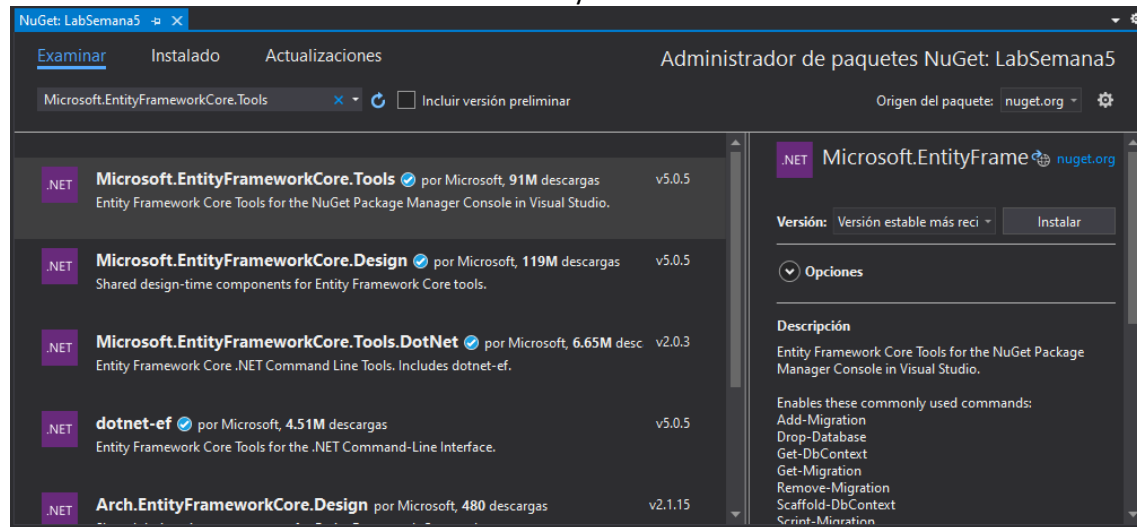 NuGet: LabSemana5
Examinar Instalado Actualizaciones
Administrador de paquetes NuGet: LabSemana5
Microsoft.EntityFrameworkCore.Tools
Incluir versión preliminar
Origen del paquete: nuget.org
.NET
Microsoft.EntityFrameworkCore.Tools por Microsoft, 91M descargas v5.0.5
Entity Framework Core Tools for the NuGet Package Manager Console in Visual Studio.
.NET
Microsoft.EntityFrameworkCore.Design por Microsoft, 119M descargas v5.0.5
Shared design-time components for Entity Framework Core tools.
.NET
Microsoft.EntityFrameworkCore.Tools.DotNet por Microsoft, 6.65M desc v2.0.3
Entity Framework Core .NET Command Line Tools. Includes dotnet-ef.
.NET
dotnet-ef por Microsoft, 4.51M descargas v5.0.5
Entity Framework Core Tools for the .NET Command-Line Interface.
.NET
Arch.EntityFrameworkCore.Design por Microsoft, 480 descargas v2.1.15
.NET
Microsoft.EntityFrame nuget.org
Versión: Versión estable más reci Instalar
Opciones
Descripción
Entity Framework Core Tools for the NuGet Package
Manager Console in Visual Studio.
Enables these commonly used commands:
Add-Migration
Drop-Database
Get-DbContext
Get-Migration
Remove-Migration
Scaffold-DbContext
Script-Migration